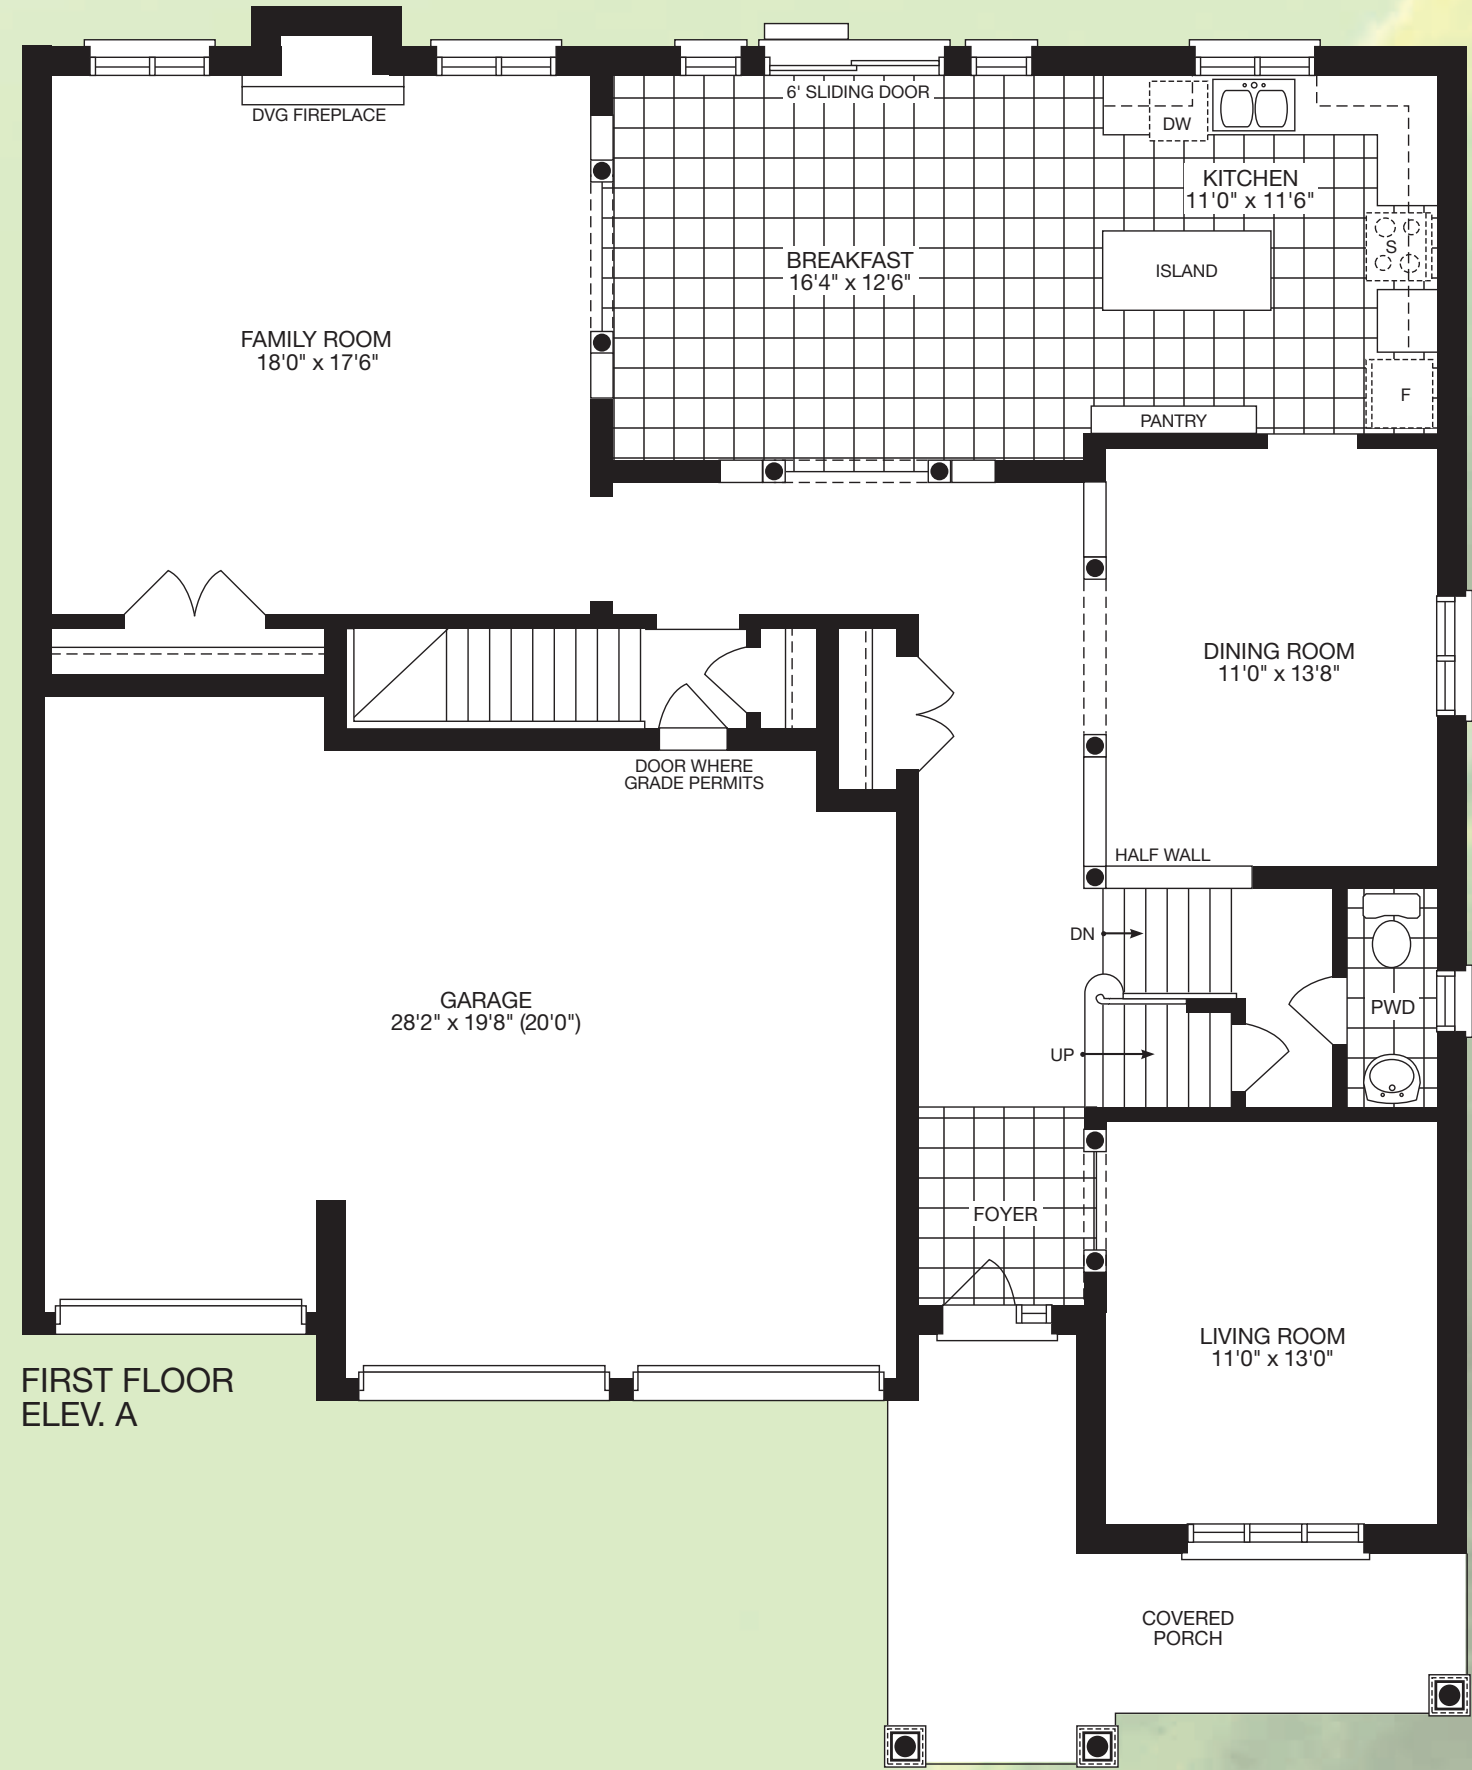 DVG FIREPLACE
6' SLIDING DOOR
DW
KITCHEN
11'0" x 11'6"
S
BREAKFAST
16'4" x 12'6"
ISLAND
FAMILY ROOM
18'0" x 17'6"
F
PANTRY
DINING ROOM
11'0" x 13'8"
DOOR WHERE
GRADE PERMITS
HALF WALL
DN
GARAGE
28'2" x 19'8" (20'0")
PWD
UP
FOYER
LIVING ROOM
11'0" x 13'0"
FIRST FLOOR
ELEV. A
COVERED
PORCH